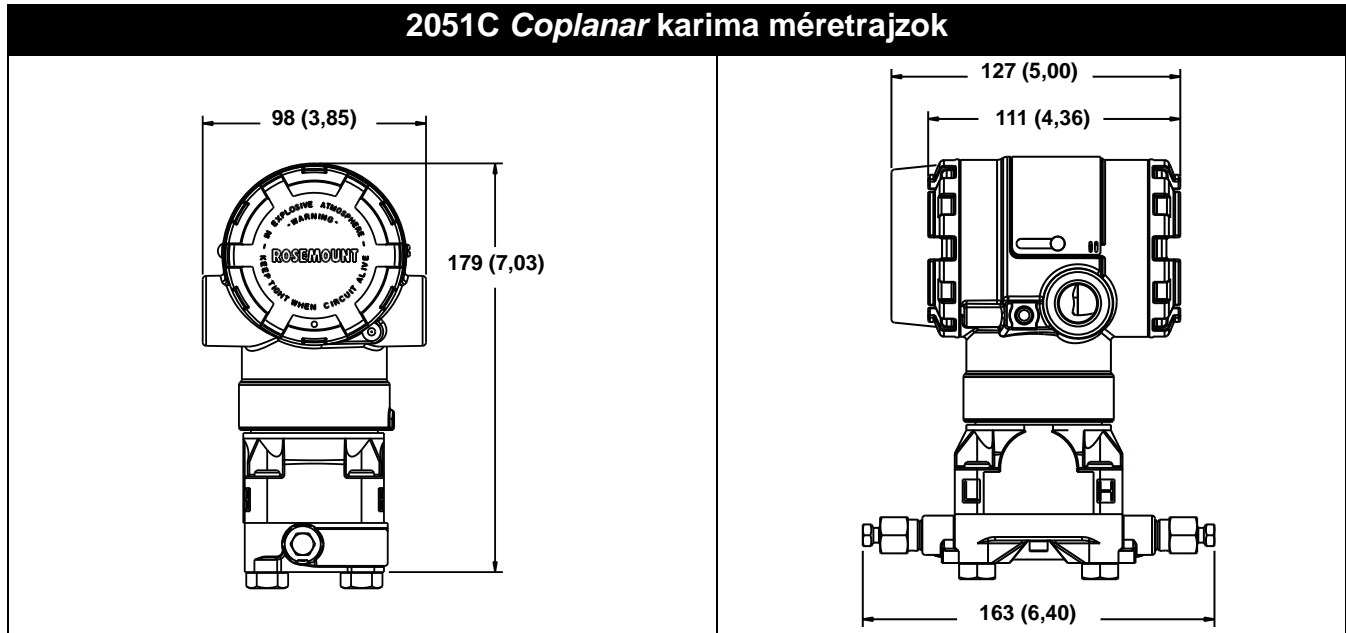 2051C Coplanar karima méretrajzok
98 (3,85)
179 (7,03)
IN EXPLOSIVE ATMOSPHERE
-WARNING-
ROSEMOUNT
KEEP TIGHT WHEN CIRCUIT ALIVE
127 (5,00)
111 (4,36)
L
H
163 (6,40)